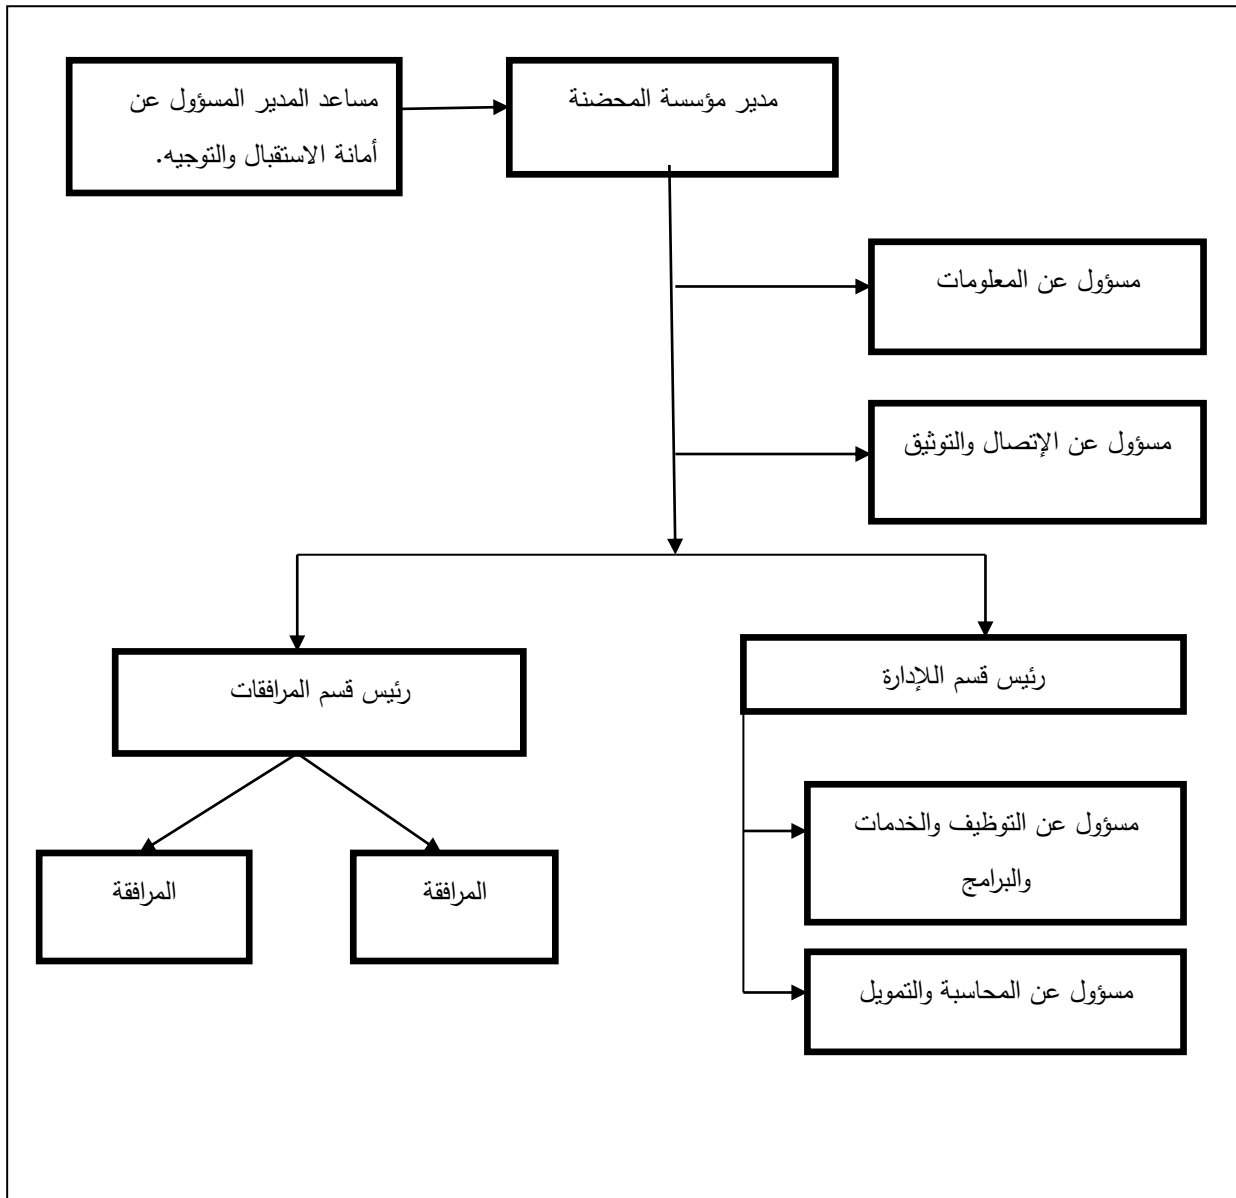 مدير مؤسسة المحضنة
مساعد المدير المسؤول عن
أمانة الاستقبال والتوجيه.
مسؤول عن المعلومات
مسؤول عن الإتصال والتوثيق
رئيس قسم اللإدارة
رئيس قسم المرافقات
مسؤول عن التوظيف والخدمات
والبرامج
مسؤول عن المحاسبة والتمويل
المرافقة
المرافقة